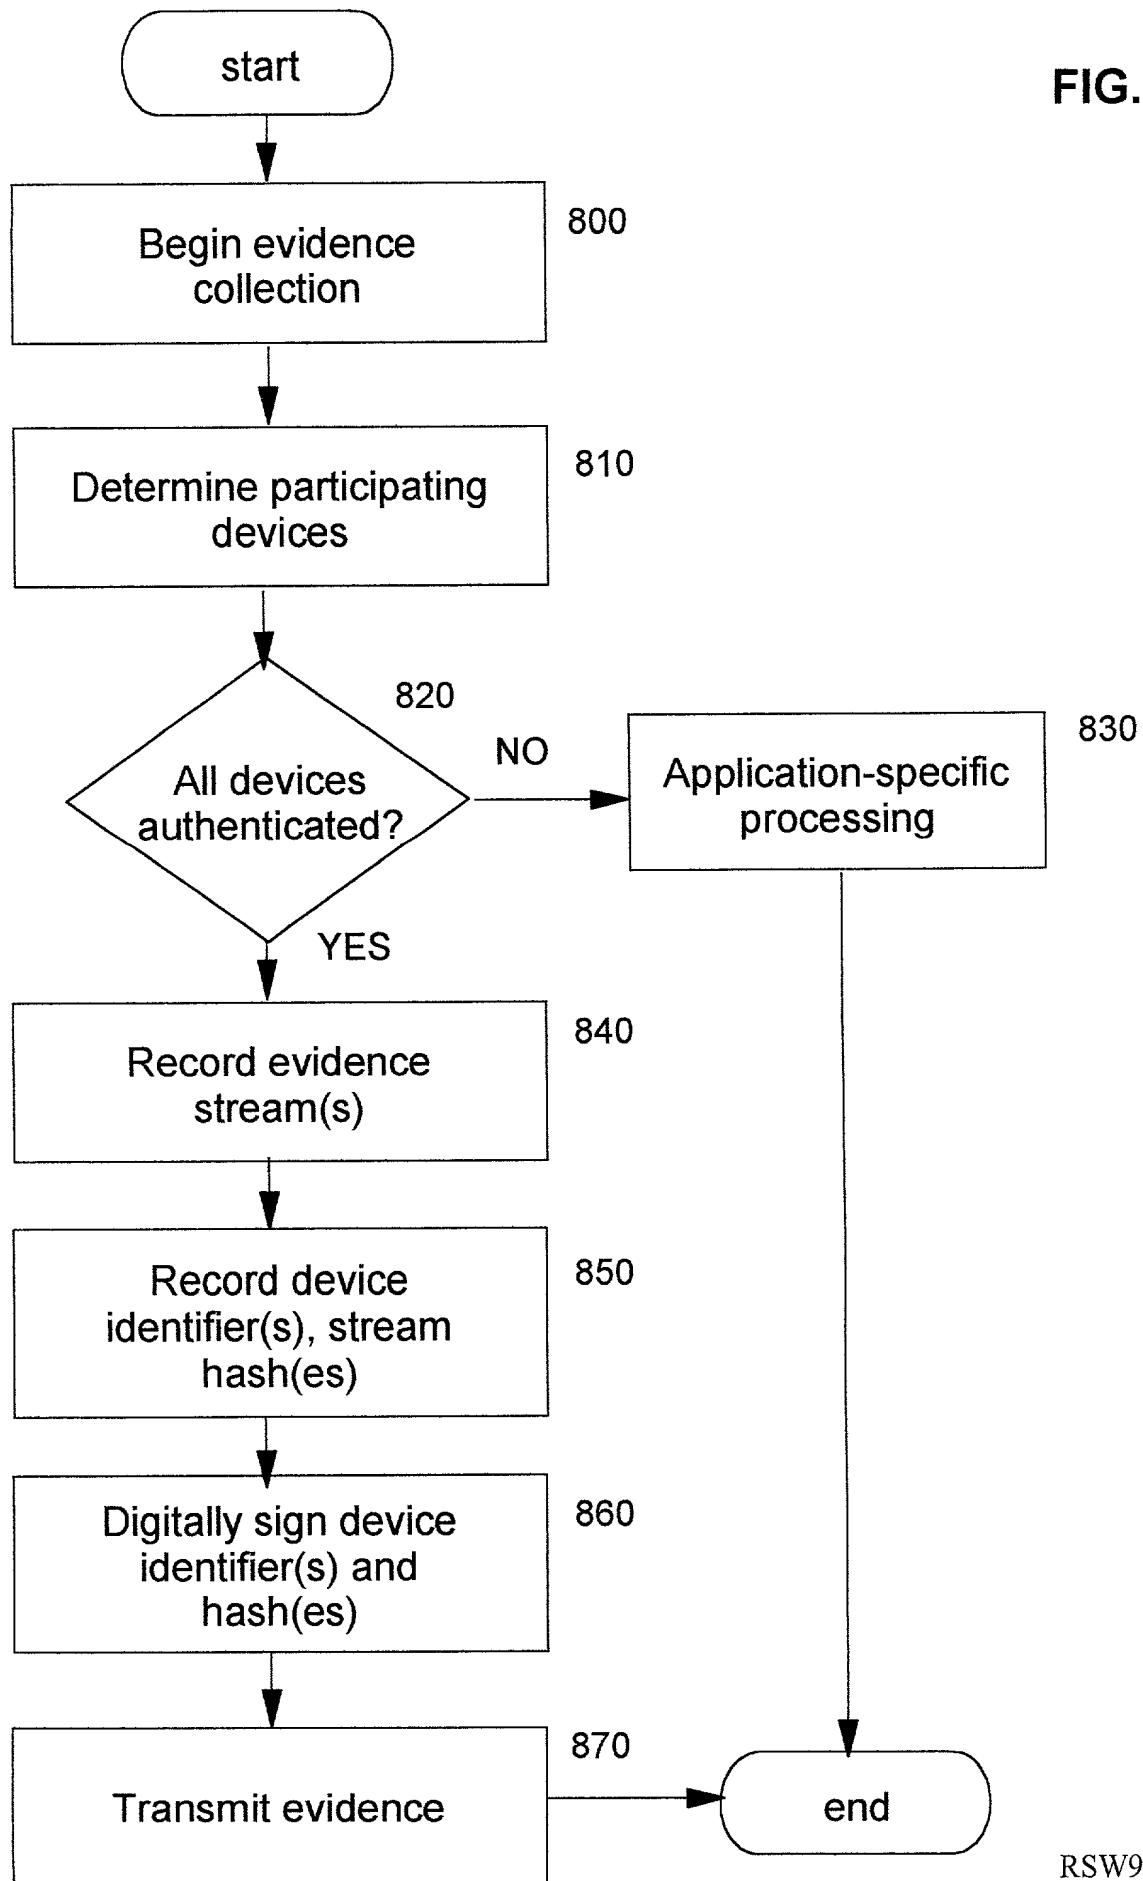 start
FIG.
Begin evidence
collection
800
Determine participating
devices
810
820
All devices
authenticated?
NO
Application-specific
processing
830
YES
Record evidence
stream(s)
840
Record device
identifier(s), stream
hash(es)
850
Digitally sign device
identifier(s) and
hash(es)
860
Transmit evidence
870
end
RSW9